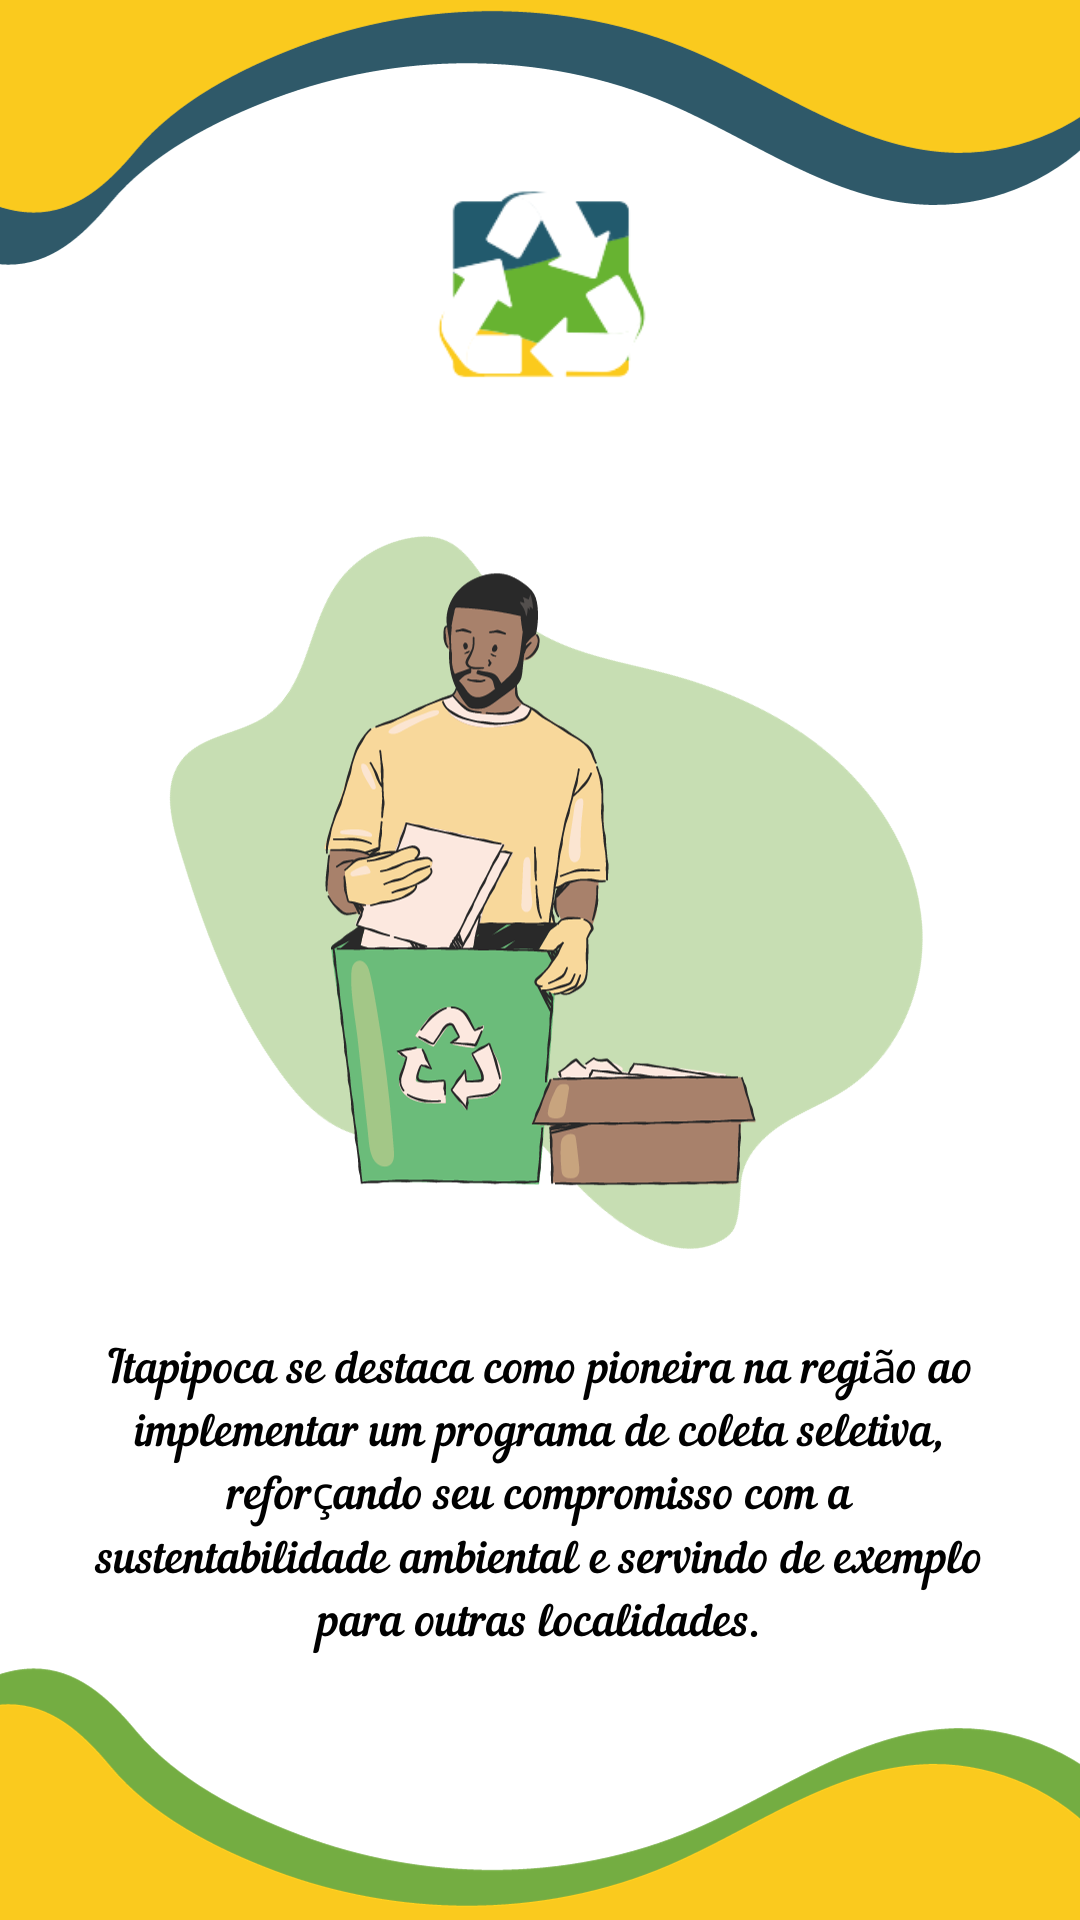 Itapipoca se destaca como pioneira na região ao
implementar um programa de coleta seletiva,
reforçando seu compromisso com a
sustentabilidade ambiental e servindo de exemplo
para outras localidades.